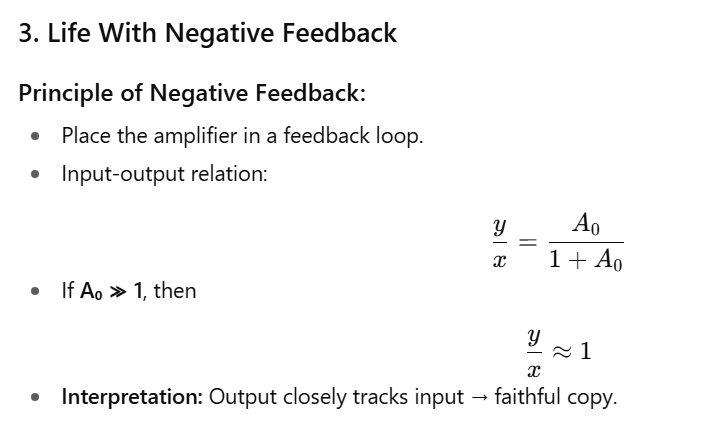 3. Life With Negative Feedback
Principle of Negative Feedback:
• Place the amplifier in a feedback loop.
• Input-output relation:
y/x = A₀/(1 + A₀)
• If A₀ ≫ 1, then
y/x ≈ 1
• Interpretation: Output closely tracks input → faithful copy.